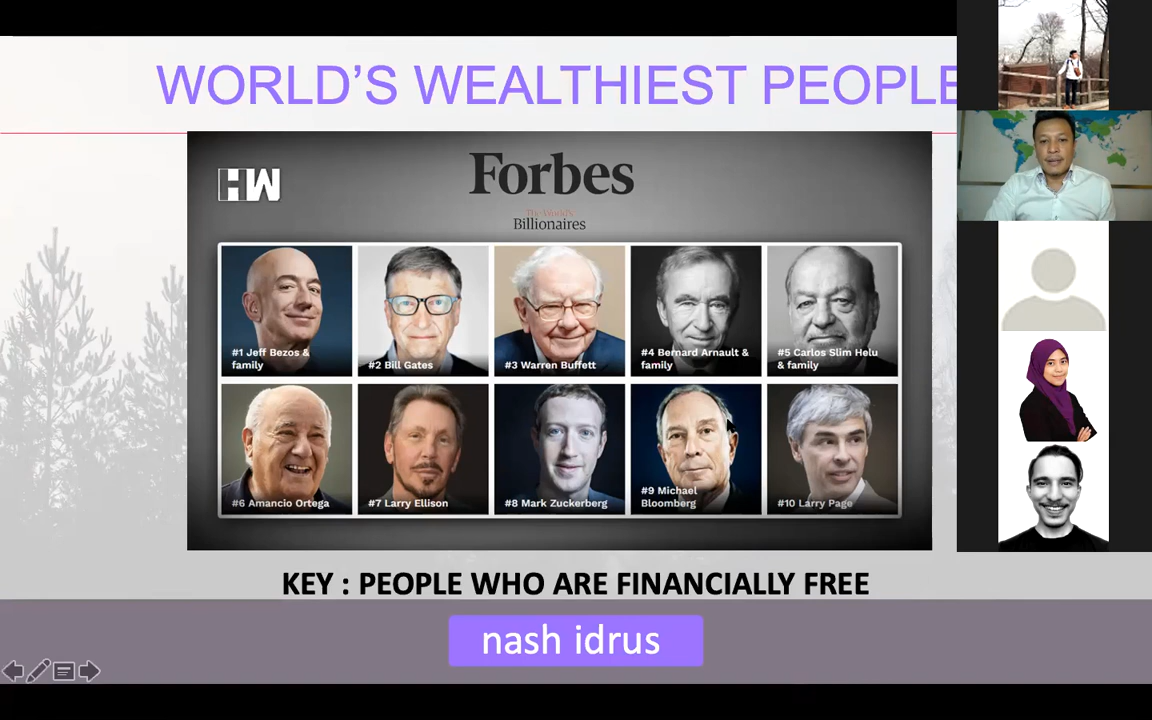 WORLD’S WEALTHIEST PEOPLE
HW
Forbes
The World's
Billionaires
#1 Jeff Bezos &
family
#2 Bill Gates
#3 Warren Buffett
#4 Bernard Arnault &
family
#5 Carlos Slim Helu
& family
#6 Amancio Ortega
#7 Larry Ellison
#8 Mark Zuckerberg
#9 Michael
Bloomberg
#10 Larry Page
KEY : PEOPLE WHO ARE FINANCIALLY FREE
nash idrus